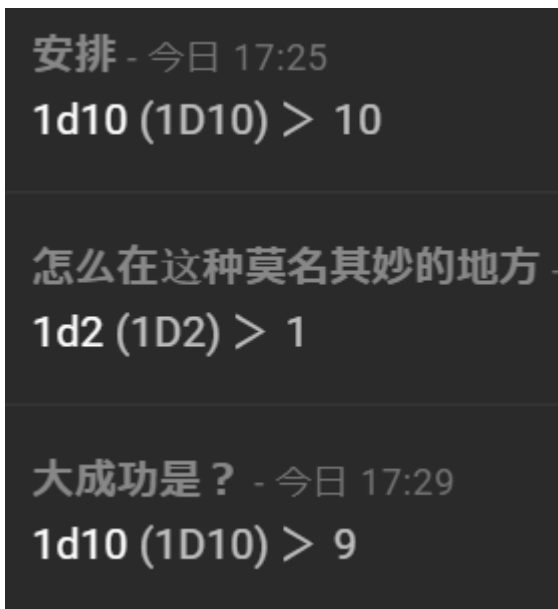 安排 - 今日 17:25
1d10 (1D10) ＞ 10
怎么在这种莫名其妙的地方 -
1d2 (1D2) ＞ 1
大成功是？ - 今日 17:29
1d10 (1D10) ＞ 9